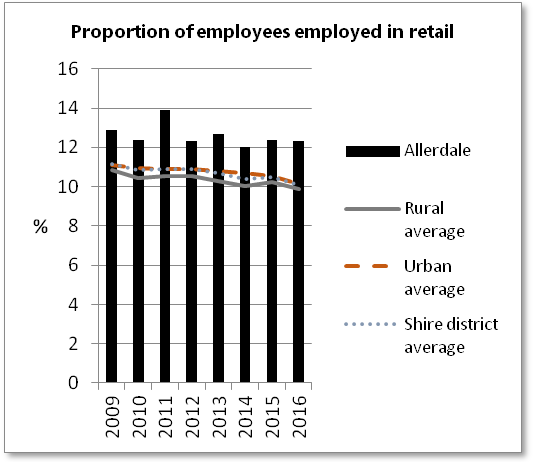 Proportion of employees employed in retail
16
14
12
10
8
6
4
2
0
%
2009
2010
2011
2012
2013
2014
2015
2016
Allerdale
Rural
average
Urban
average
Shire district
average